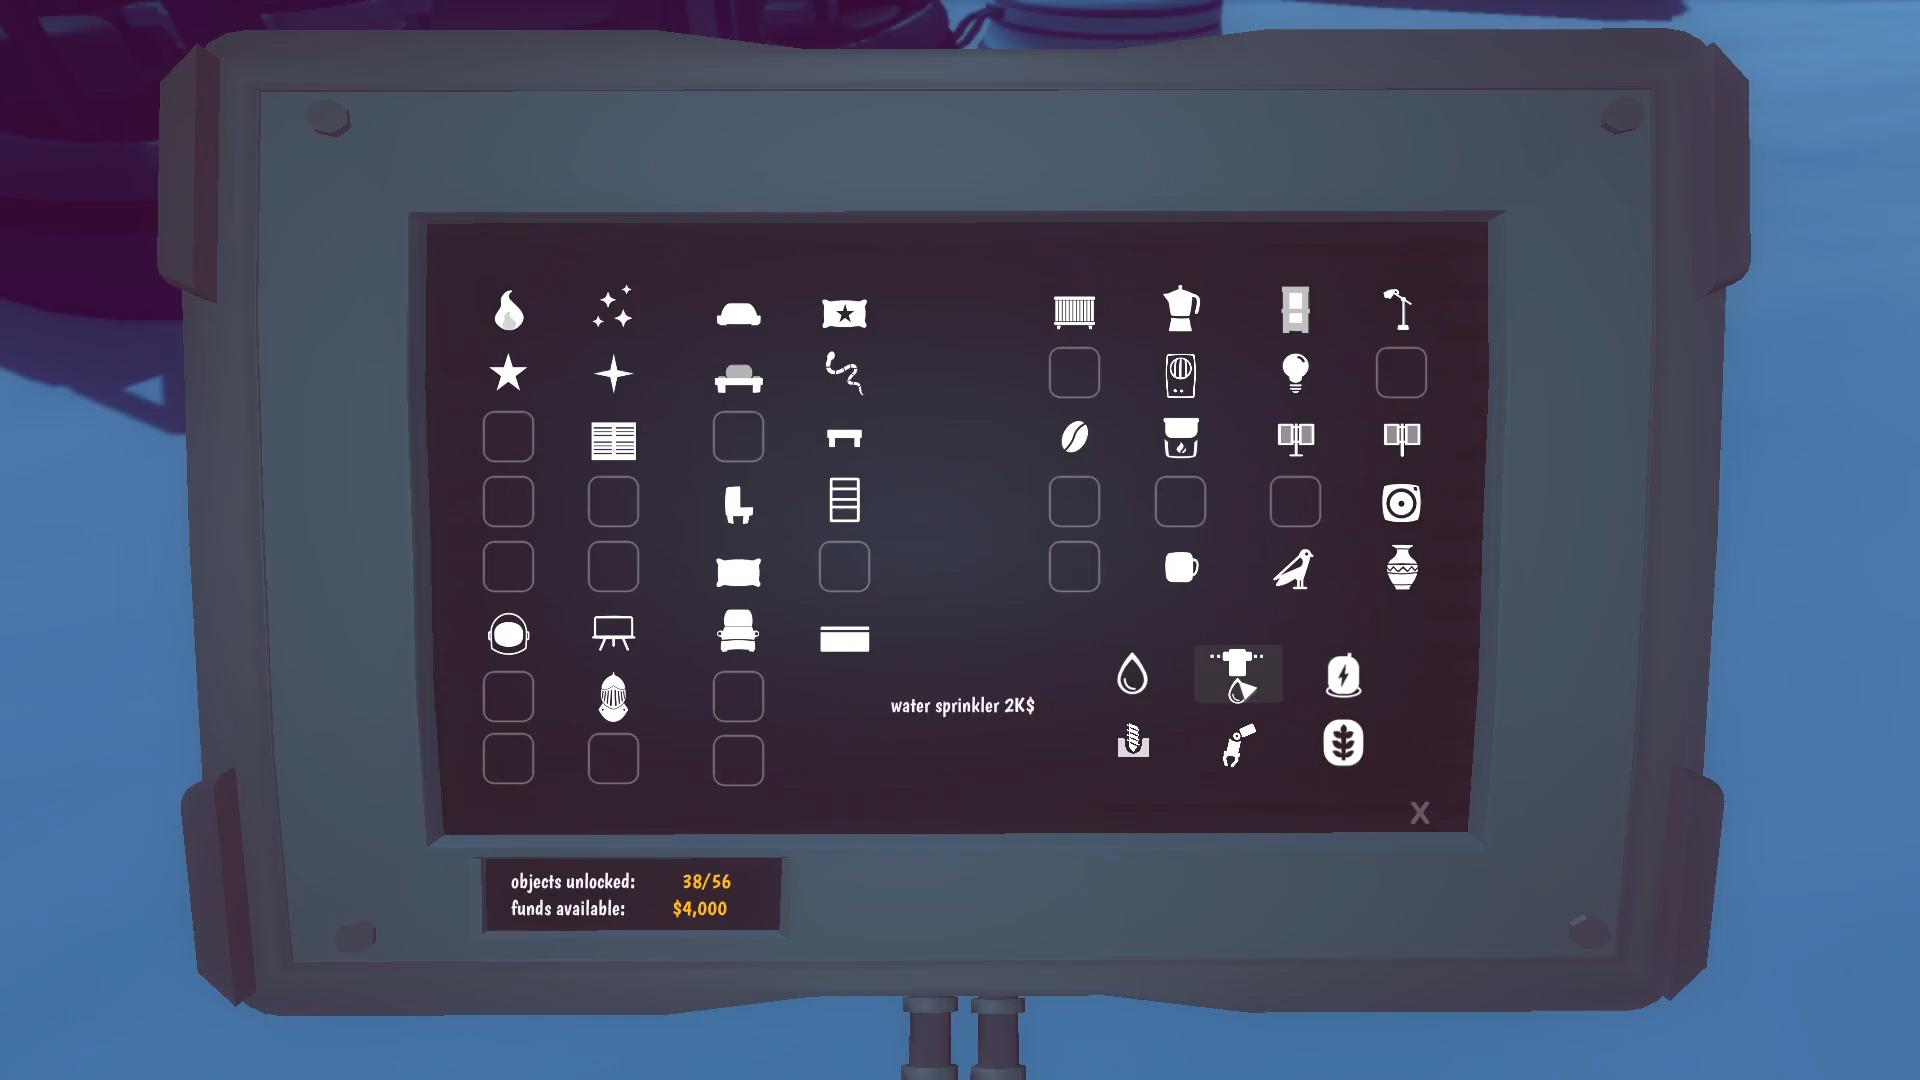 water sprinkler 2K$
X
objects unlocked: 38/56
funds available: $4,000